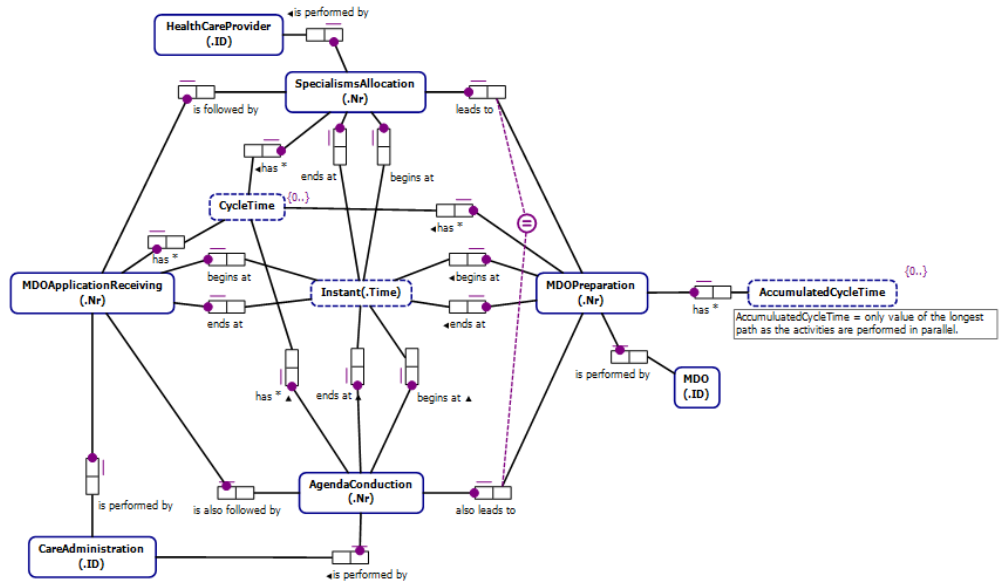 ◄is performed by
HealthCareProvider
(.ID)
SpecialismsAllocation
(.Nr)
is followed by
leads to
◄has *
ends at
begins at
CycleTime
{0..}
◄has *
has *
begins at
◄begins at
{0..}
MDOApplicationReceiving
(.Nr)
Instant(.Time)
MDOPreparation
(.Nr)
AccumulatedCycleTime
ends at
◄ends at
has *
AccumuluatedCycleTime = only value of the longest
path as the activities are performed in parallel.
is performed by
MDO
(.ID)
has * ▲
ends at ▲
begins at ▲
AgendaConduction
(.Nr)
is performed by
is also followed by
also leads to
CareAdministration
(.ID)
◄is performed by